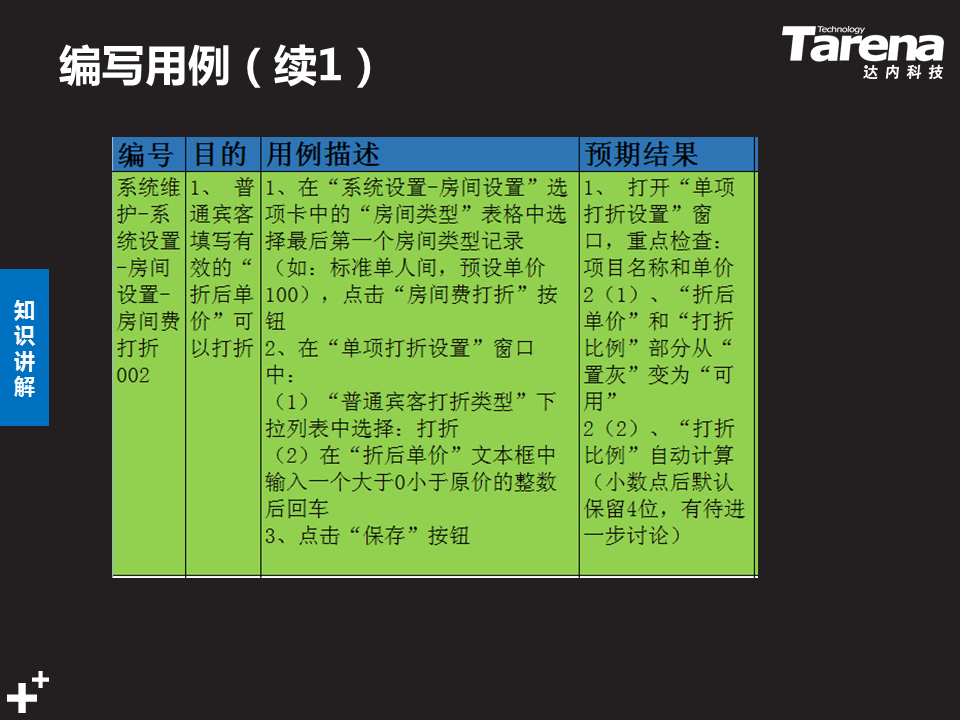 编写用例（续1）
Technology
Tarena
达内科技
知
识
讲
解
编号
目的
用例描述
预期结果
系统维
护-系
统设置
-房间
设置-
房间费
打折
002
1、 普
通宾客
填写有
效的“
折后单
价”可
以打折
1、在“系统设置-房间设置”选
项卡中的“房间类型”表格中选
择最后第一个房间类型记录
（如：标准单人间，预设单价
100），点击“房间费打折”按
钮
2、在“单项打折设置”窗口
中：
（1）“普通宾客打折类型”下
拉列表中选择：打折
（2）在“折后单价”文本框中
输入一个大于0小于原价的整数
后回车
3、点击“保存”按钮
1、 打开“单项
打折设置”窗
口，重点检查：
项目名称和单价
2（1）、“折后
单价”和“打折
比例”部分从“
置灰”变为“可
用”
2（2）、“打折
比例”自动计算
（小数点后默认
保留4位，有待进
一步讨论）